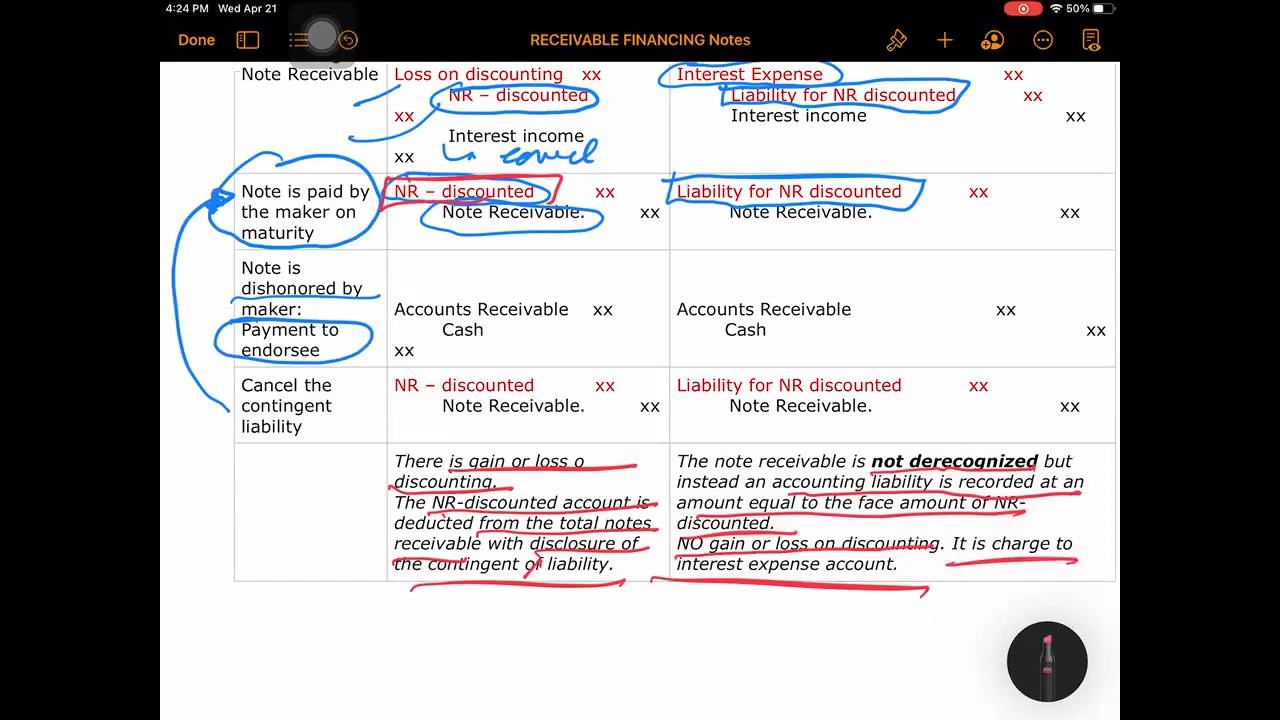 4:24 PM Wed Apr 21
50%
Done
RECEIVABLE FINANCING Notes
Note Receivable
Loss on discounting xx
NR – discounted
xx
Interest income
xx
Interest Expense xx
Liability for NR discounted xx
Interest income xx
Note is paid by
the maker on
maturity
NR – discounted xx
Note Receivable. xx
Liability for NR discounted xx
Note Receivable. xx
Note is
dishonored by
maker:
Payment to
endorsee
Accounts Receivable xx
Cash
xx
Accounts Receivable xx
Cash xx
Cancel the
contingent
liability
NR – discounted xx
Note Receivable. xx
Liability for NR discounted xx
Note Receivable. xx
There is gain or loss o
discounting.
The NR-discounted account is
deducted from the total notes
receivable with disclosure of
the contingent of liability.
The note receivable is not derecognized but
instead an accounting liability is recorded at an
amount equal to the face amount of NR-
discounted.
NO gain or loss on discounting. It is charge to
interest expense account.